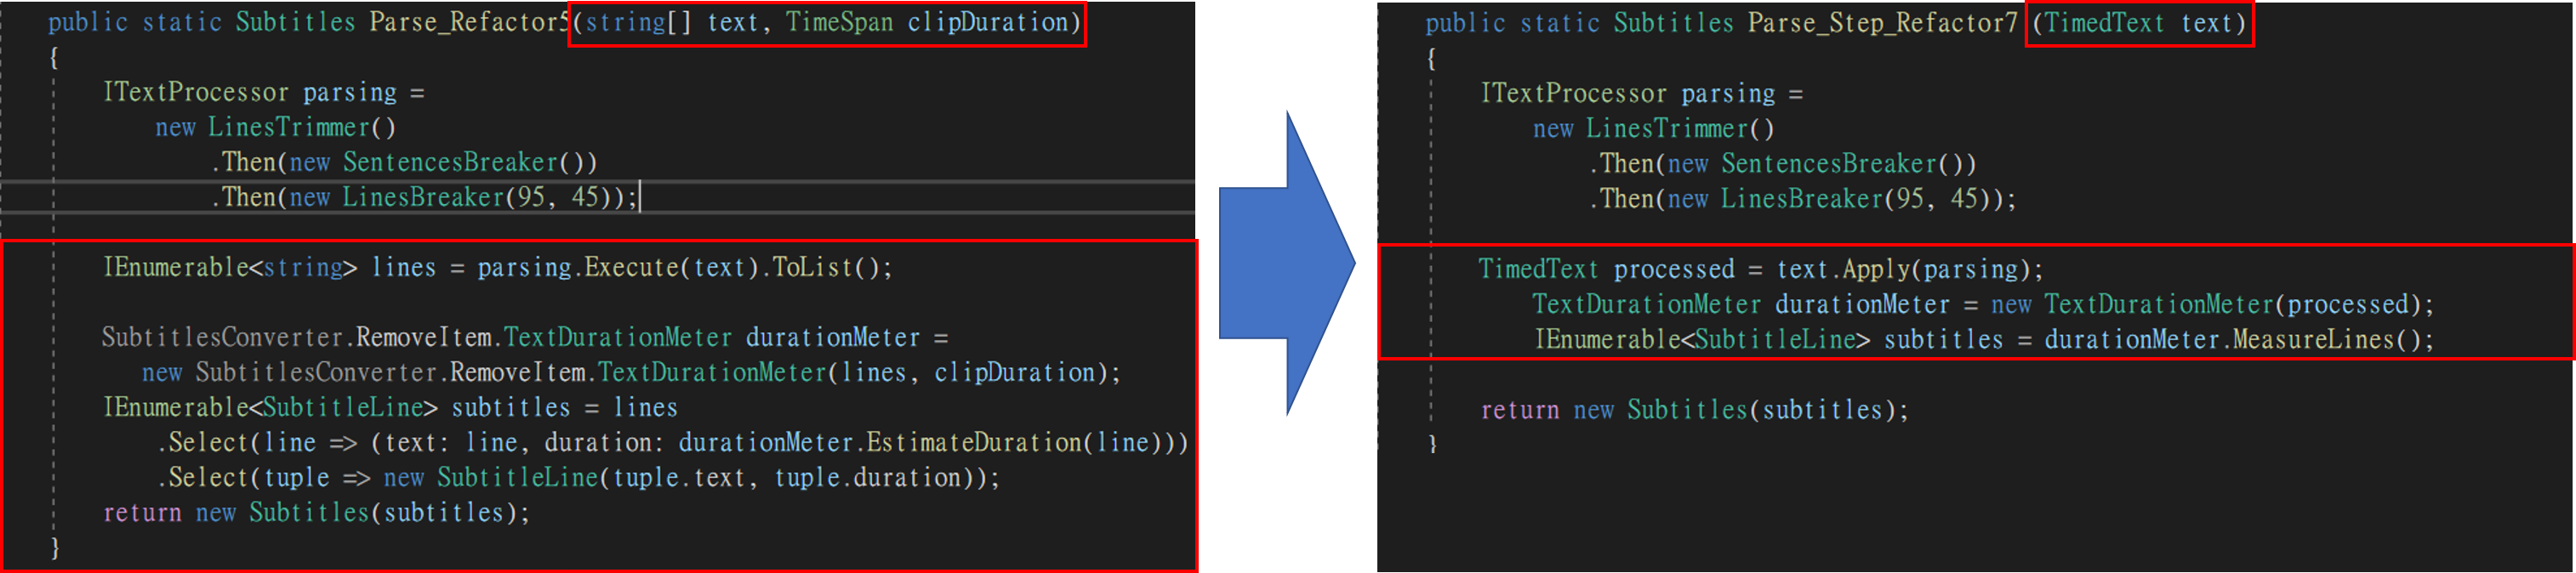 public static Subtitles Parse_Refactor5(string[] text, TimeSpan clipDuration)
{
ITextProcessor parsing =
new LinesTrimmer()
.Then(new SentencesBreaker())
.Then(new LinesBreaker(95, 45));
IEnumerable<string> lines = parsing.Execute(text).ToList();
SubtitlesConverter.RemoveItem.TextDurationMeter durationMeter =
new SubtitlesConverter.RemoveItem.TextDurationMeter(lines, clipDuration);
IEnumerable<SubtitleLine> subtitles = lines
.Select(line => (text: line, duration: durationMeter.EstimateDuration(line)))
.Select(tuple => new SubtitleLine(tuple.text, tuple.duration));
return new Subtitles(subtitles);
}
public static Subtitles Parse_Step_Refactor7 (TimedText text)
{
ITextProcessor parsing =
new LinesTrimmer()
.Then(new SentencesBreaker())
.Then(new LinesBreaker(95, 45));
TimedText processed = text.Apply(parsing);
TextDurationMeter durationMeter = new TextDurationMeter(processed);
IEnumerable<SubtitleLine> subtitles = durationMeter.MeasureLines();
return new Subtitles(subtitles);
}